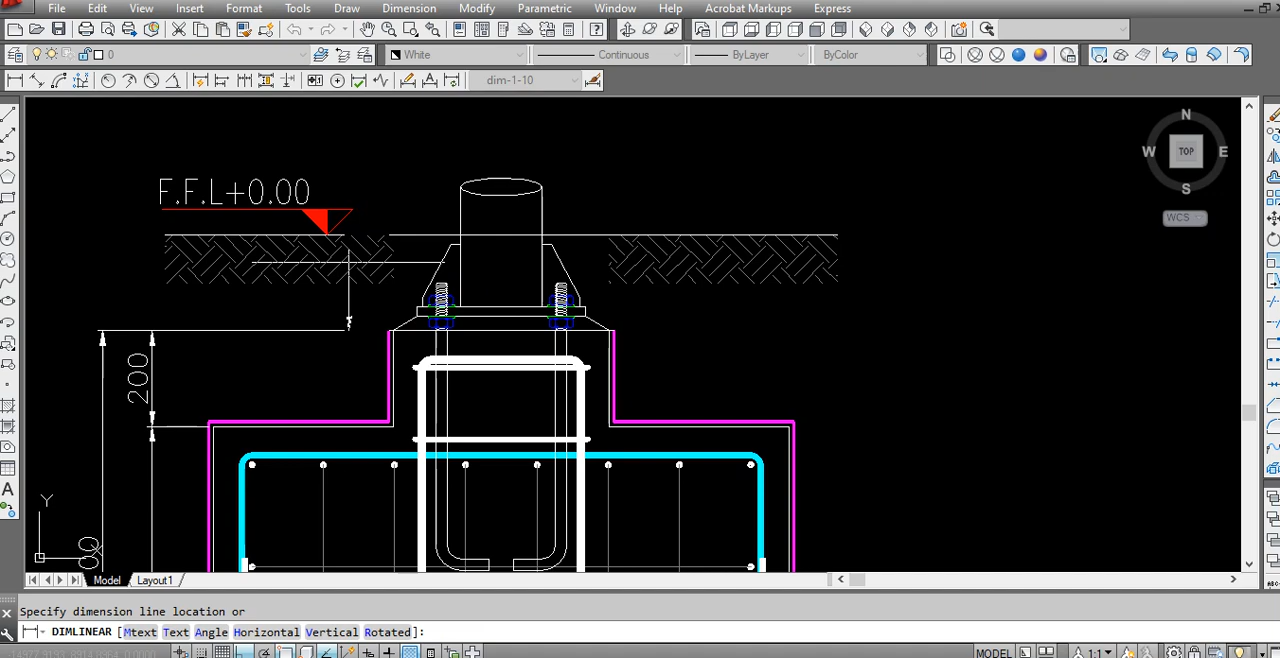 File Edit View Insert Format Tools Draw Dimension Modify Parametric Window Help Acrobat Markups Express
0 White Continuous ByLayer ByColor
dim-1-10
N
W TOP E
S
WCS
F.F.L+0.00
200
Y
Model Layout1
Specify dimension line location or
DIMLINEAR [Mtext Text Angle Horizontal Vertical Rotated]:
MODEL 1:1